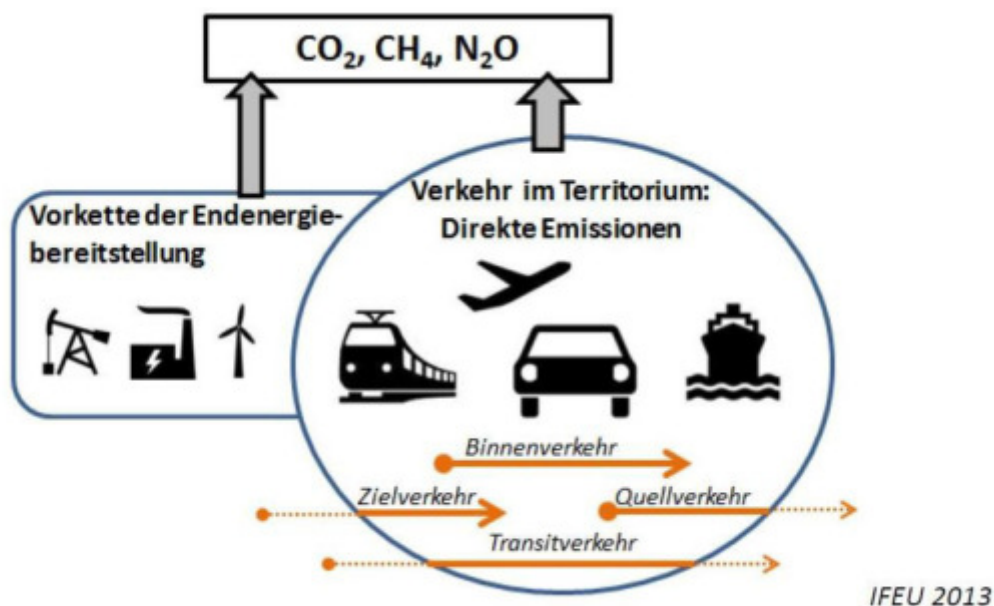 CO₂, CH₄, N₂O
Vorkette der Endenergie-
bereitstellung
Verkehr im Territorium:
Direkte Emissionen
Binnenverkehr
Zielverkehr
Quellverkehr
Transitverkehr
IFEU 2013